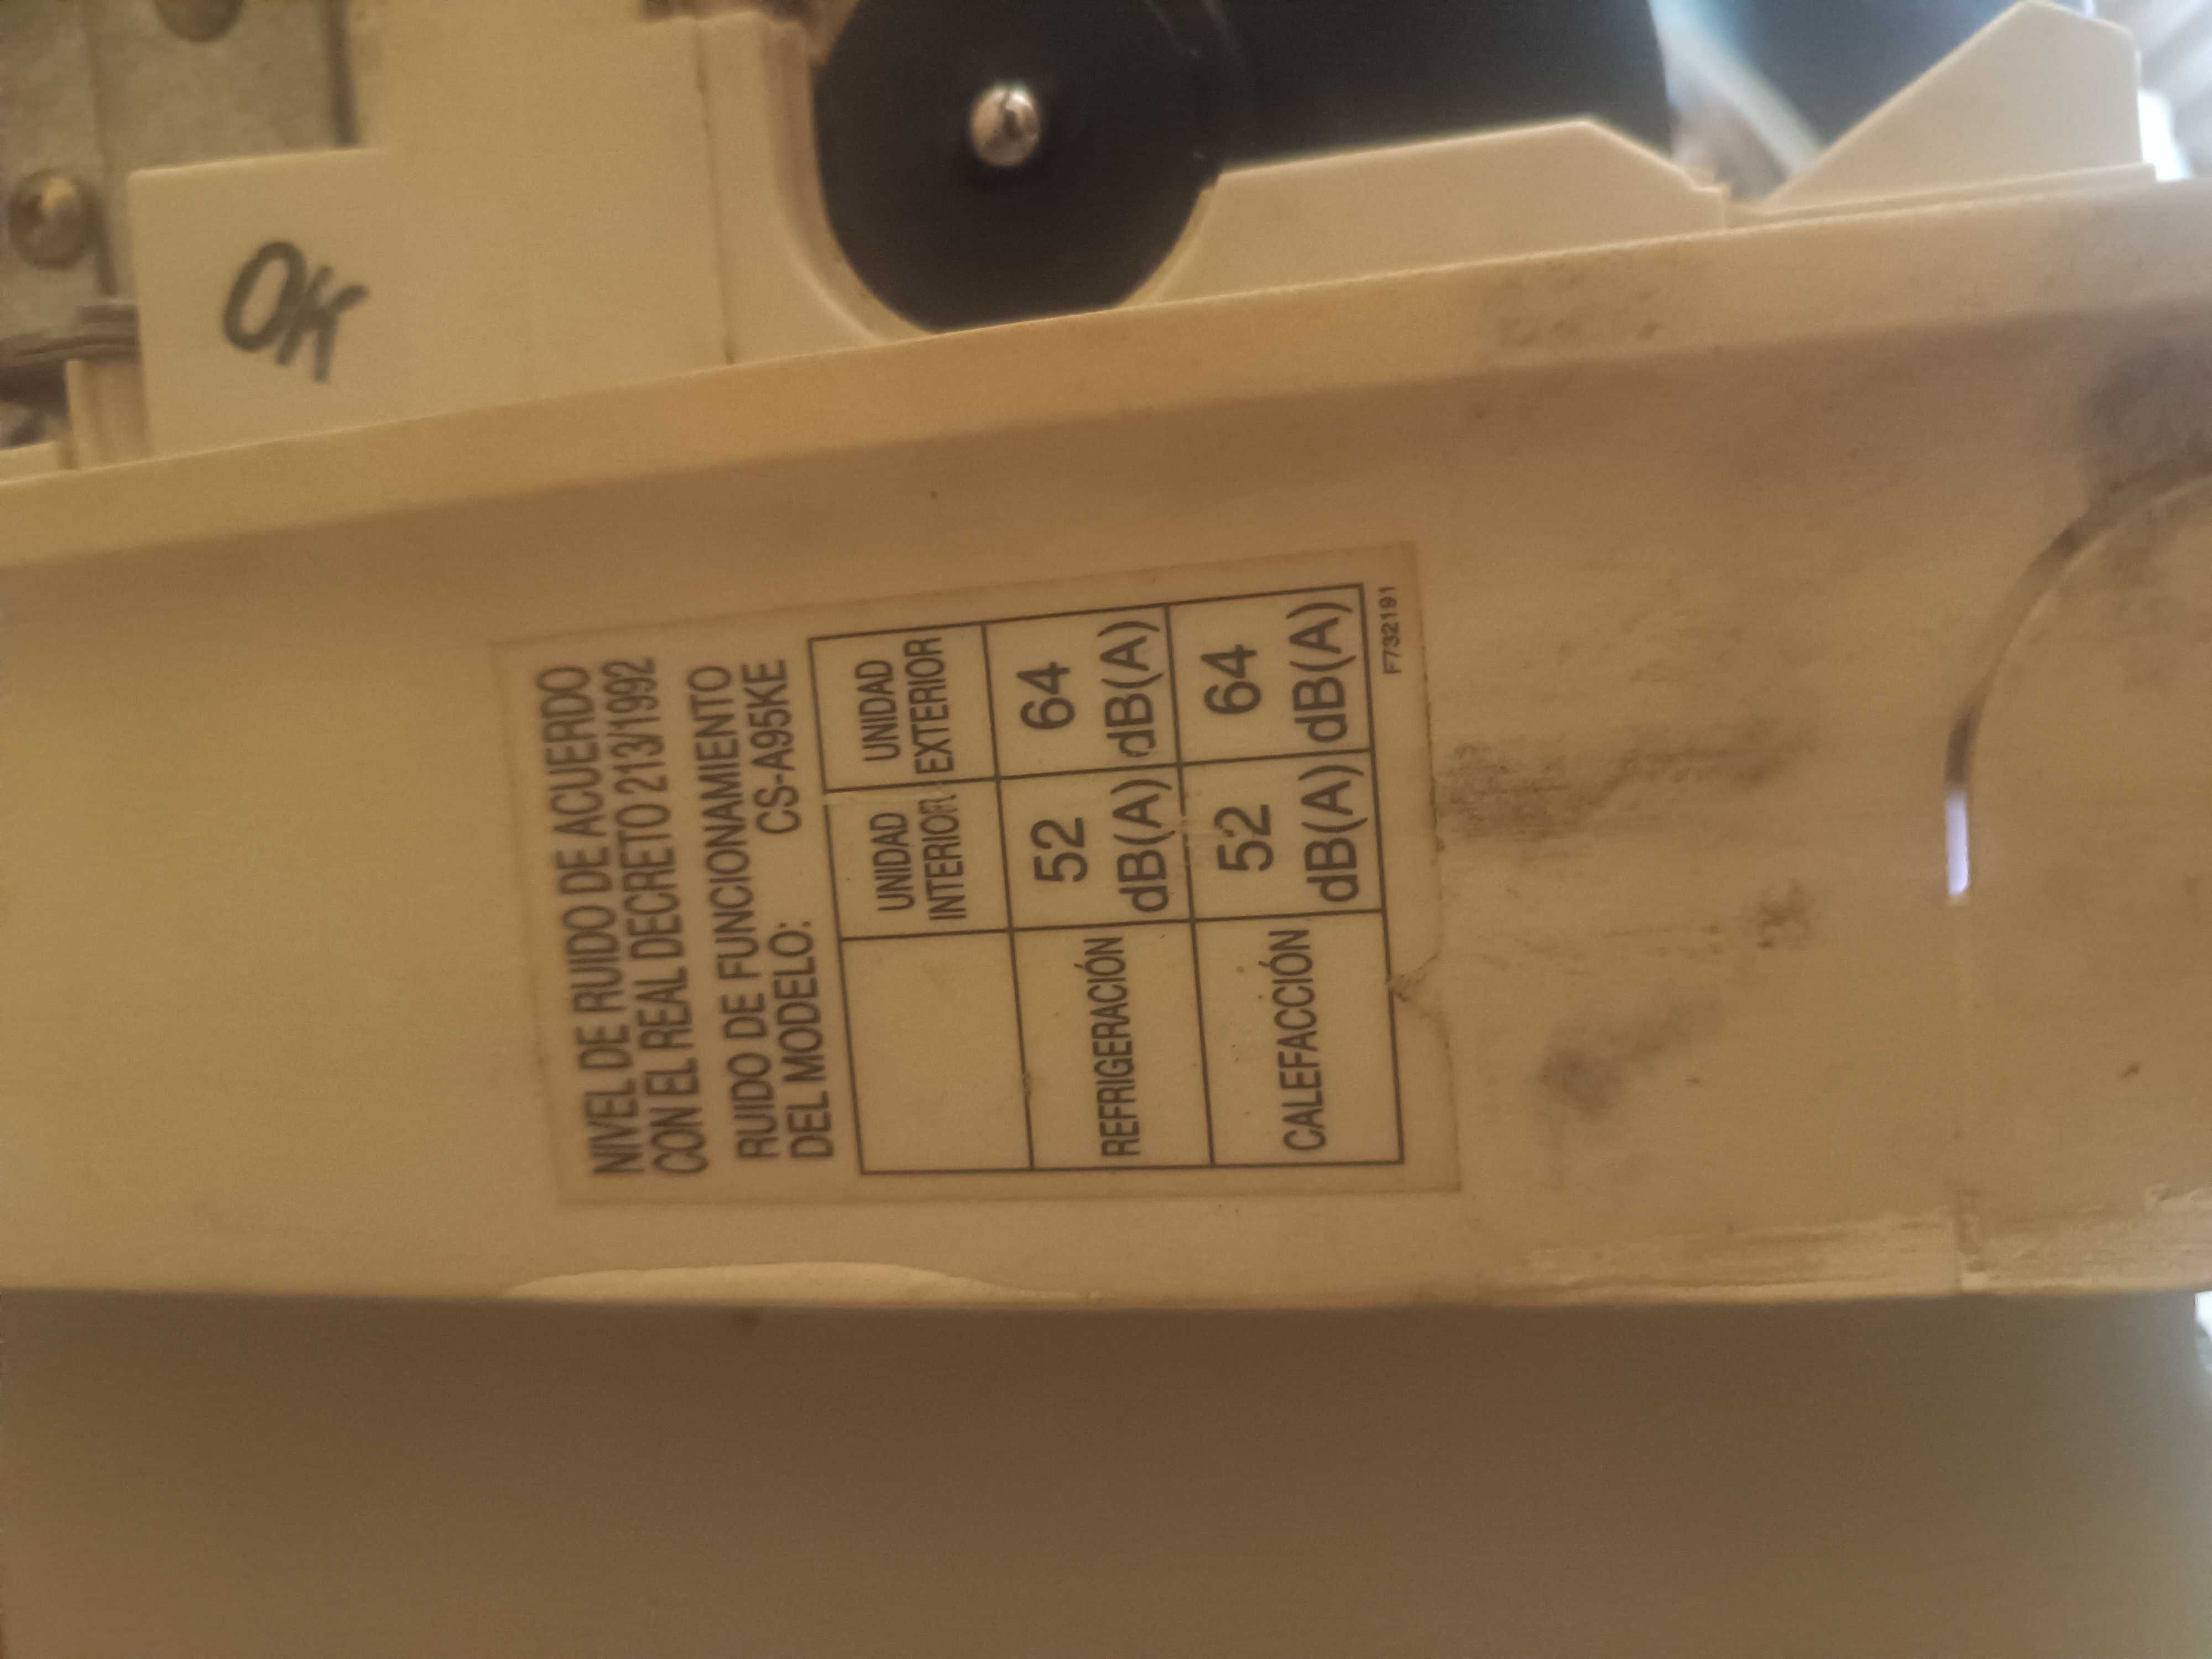 OK
NIVEL DE RUIDO DE ACUERDO
CON EL REAL DECRETO 213/1992
RUIDO DE FUNCIONAMIENTO
DEL MODELO: CS-A95KE
UNIDAD INTERIOR UNIDAD EXTERIOR
REFRIGERACIÓN 52 dB(A) 64 dB(A)
CALEFACCIÓN 52 dB(A) 64 dB(A)
F732191